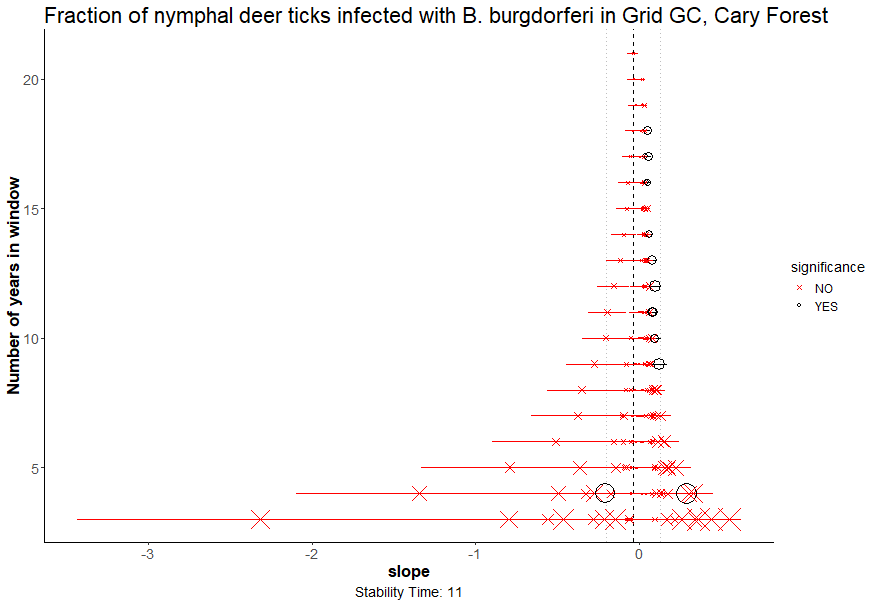 Fraction of nymphal deer ticks infected with B. burgdorferi in Grid GC, Cary Forest
Number of years in window
20
15
10
5
-3
-2
-1
0
slope
Stability Time: 11
significance
NO
YES